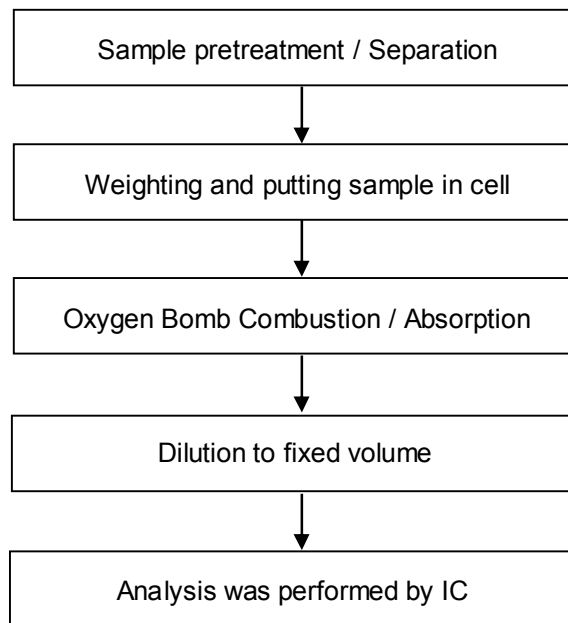 Sample pretreatment / Separation
Weighting and putting sample in cell
Oxygen Bomb Combustion / Absorption
Dilution to fixed volume
Analysis was performed by IC